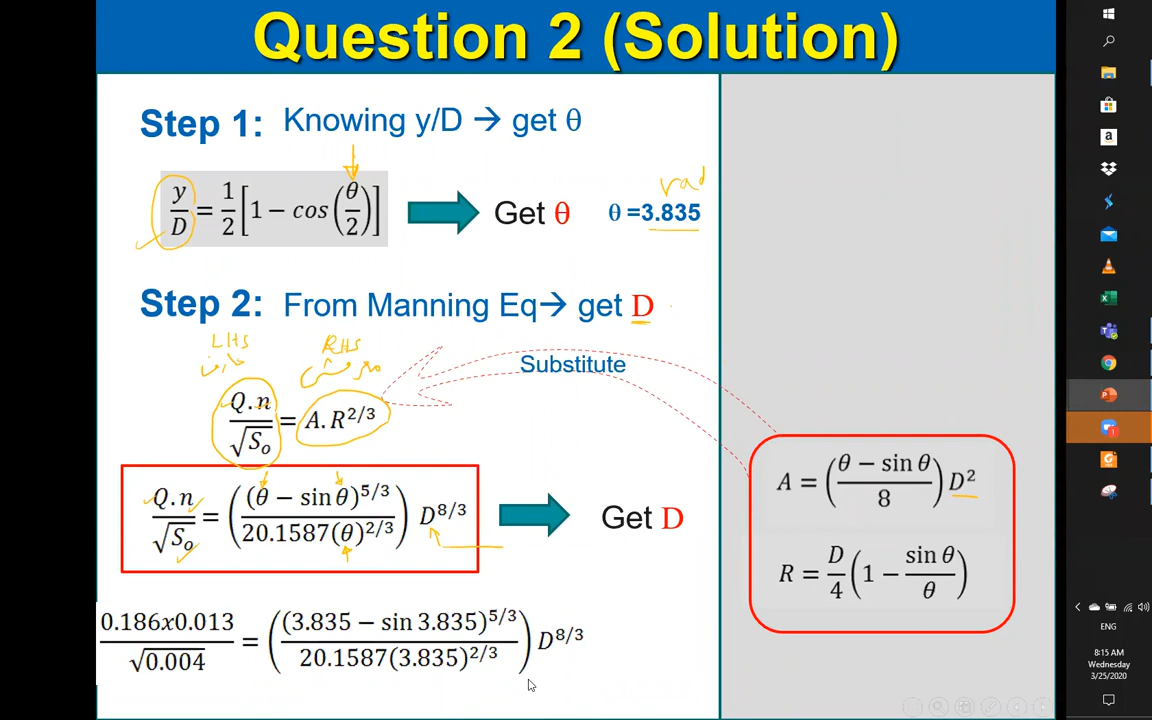 Question 2 (Solution)
Step 1: Knowing y/D → get θ
y/D = 1/2 [1 − cos(θ/2)]
Get θ
rad
θ =3.835
Step 2: From Manning Eq→ get D
LHS
RHS
Substitute
Q.n/√So = A.R^2/3
Q.n/√So = ((θ − sin θ)^5/3 / 20.1587(θ)^2/3) D^8/3
Get D
0.186x0.013/√0.004 = ((3.835 − sin 3.835)^5/3 / 20.1587(3.835)^2/3) D^8/3
A = ((θ − sin θ)/8) D^2
R = D/4 (1 − sin θ/θ)
ENG
8:15 AM
Wednesday
3/25/2020